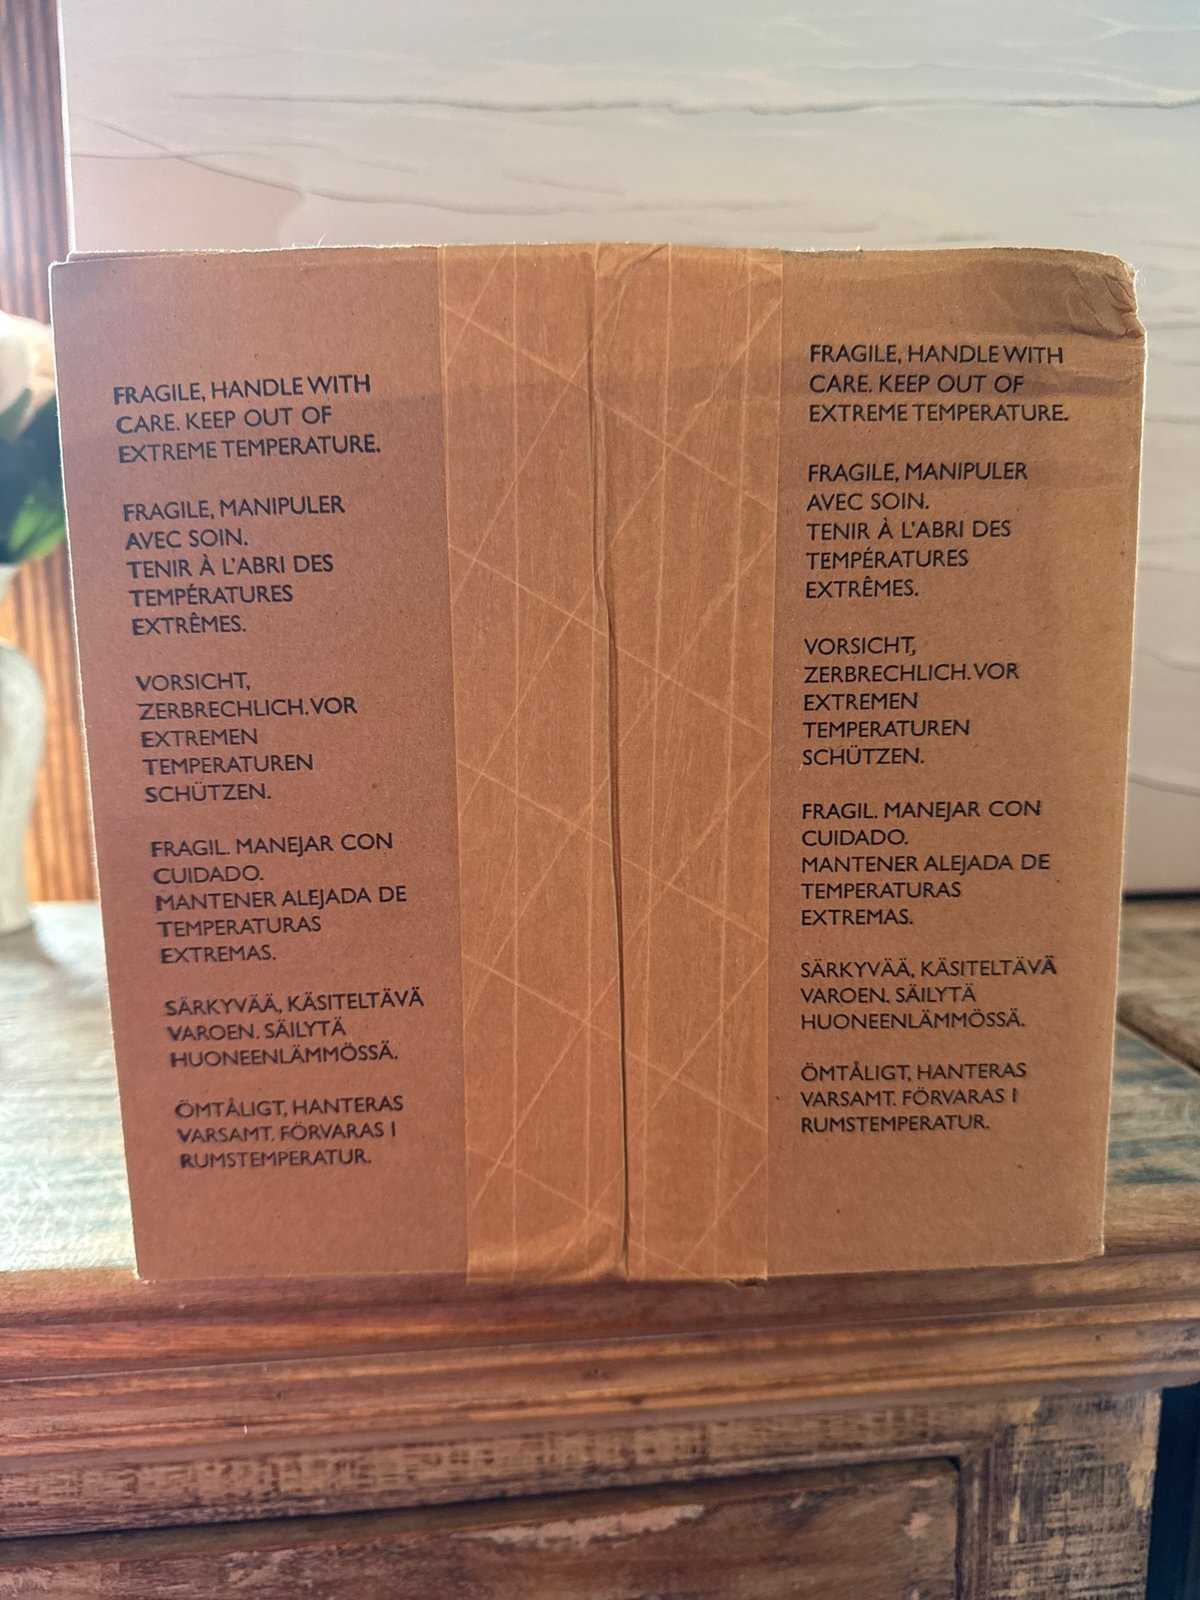 FRAGILE, HANDLE WITH
CARE. KEEP OUT OF
EXTREME TEMPERATURE.
FRAGILE, MANIPULER
AVEC SOIN.
TENIR À L'ABRI DES
TEMPÉRATURES
EXTRÊMES.
VORSICHT,
ZERBRECHLICH. VOR
EXTREMEN
TEMPERATUREN
SCHÜTZEN.
FRAGIL. MANEJAR CON
CUIDADO.
MANTENER ALEJADA DE
TEMPERATURAS
EXTREMAS.
SÄRKYVÄÄ, KÄSITELTÄVÄ
VAROEN. SÄILYTÄ
HUONEENLÄMMÖSSÄ.
ÖMTÅLIGT, HANTERAS
VARSAMT. FÖRVARAS I
RUMSTEMPERATUR.
FRAGILE, HANDLE WITH
CARE. KEEP OUT OF
EXTREME TEMPERATURE.
FRAGILE, MANIPULER
AVEC SOIN.
TENIR À L'ABRI DES
TEMPÉRATURES
EXTRÊMES.
VORSICHT,
ZERBRECHLICH. VOR
EXTREMEN
TEMPERATUREN
SCHÜTZEN.
FRAGIL. MANEJAR CON
CUIDADO.
MANTENER ALEJADA DE
TEMPERATURAS
EXTREMAS.
SÄRKYVÄÄ, KÄSITELTÄVÄ
VAROEN. SÄILYTÄ
HUONEENLÄMMÖSSÄ.
ÖMTÅLIGT, HANTERAS
VARSAMT. FÖRVARAS I
RUMSTEMPERATUR.